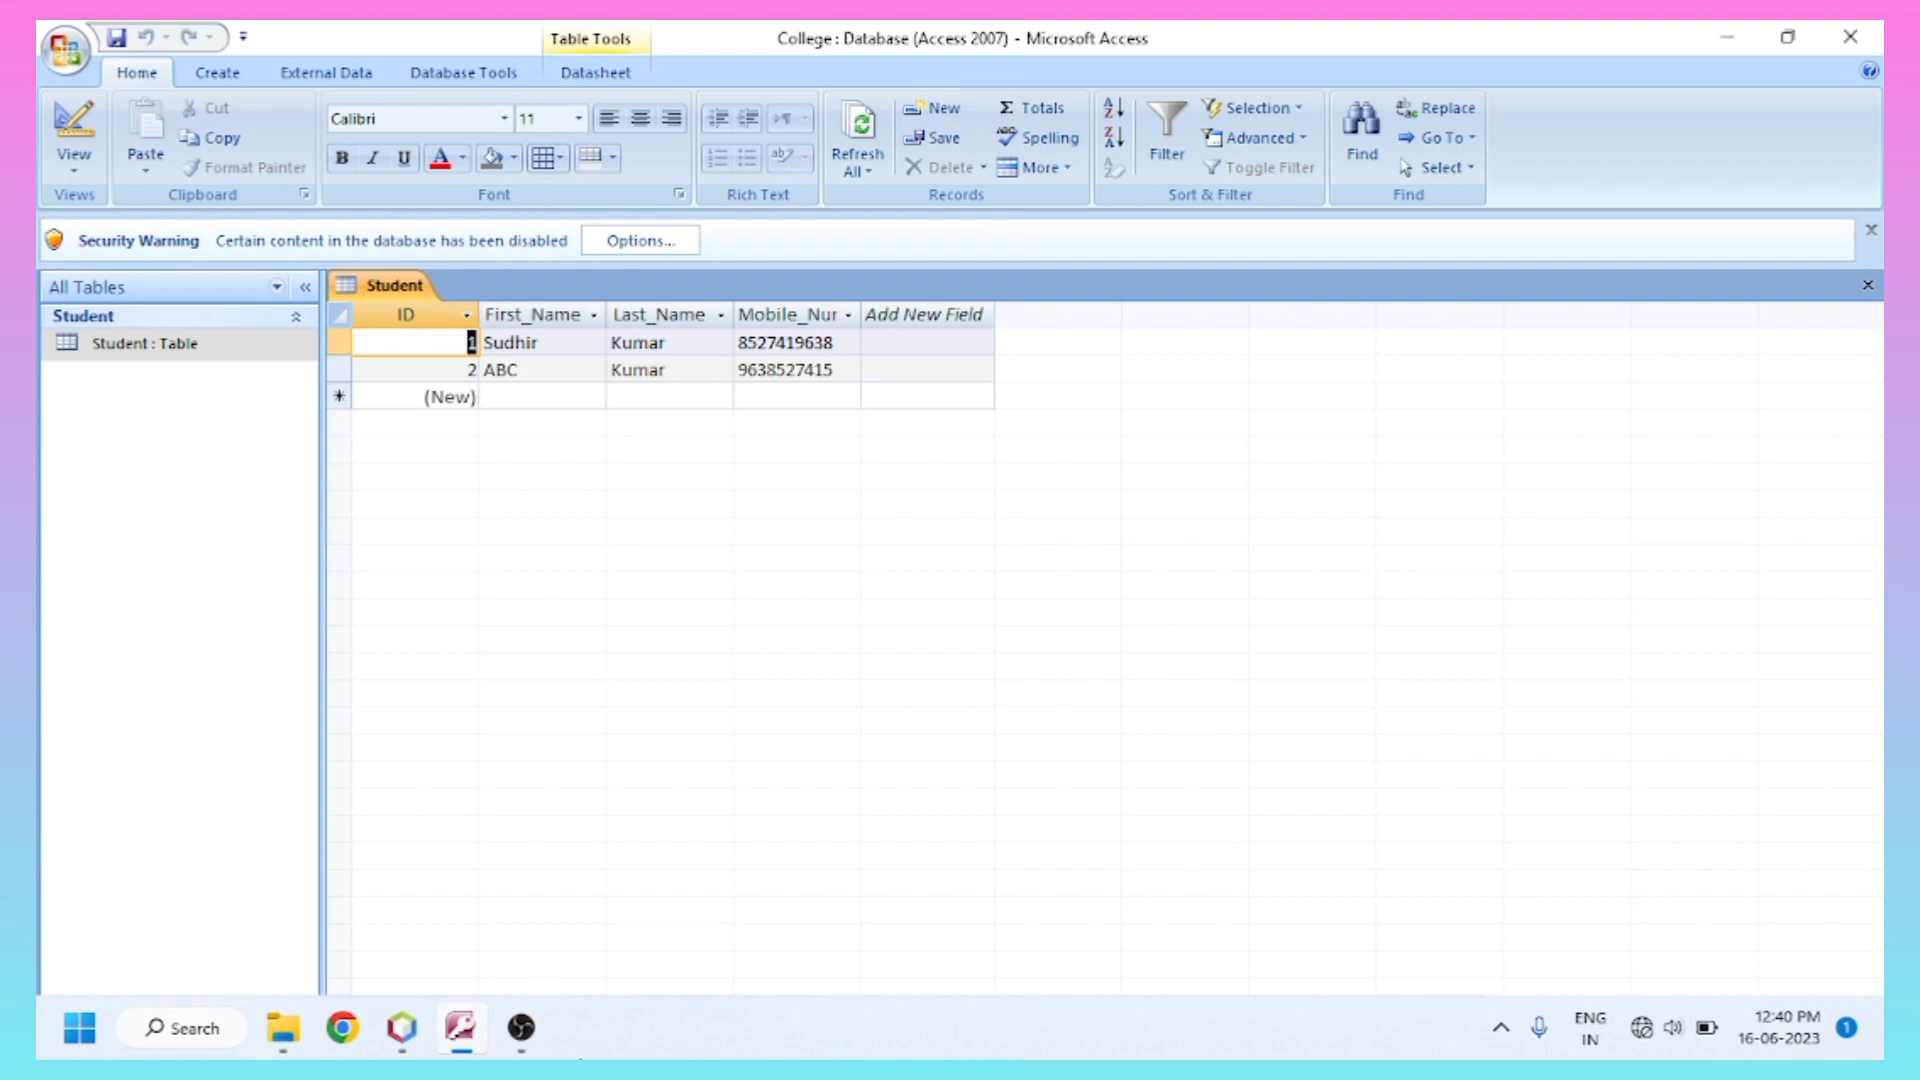 Table Tools
College : Database (Access 2007) - Microsoft Access
Home Create External Data Database Tools Datasheet
View
Views
Paste
Cut
Copy
Format Painter
Clipboard
Calibri 11
B I U A
Font
Rich Text
Refresh All
New
Save
Delete
Totals
Spelling
More
Records
Filter
Selection
Advanced
Toggle Filter
Sort & Filter
Find
Replace
Go To
Select
Find
Security Warning Certain content in the database has been disabled Options...
All Tables
Student
Student : Table
Student
ID First_Name Last_Name Mobile_Nur Add New Field
1 Sudhir Kumar 8527419638
2 ABC Kumar 9638527415
* (New)
Search
ENG
IN
12:40 PM
16-06-2023
1